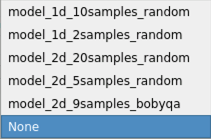 model_1d_10samples_random
model_1d_2samples_random
model_2d_20samples_random
model_2d_5samples_random
model_2d_9samples_bobyqa
None